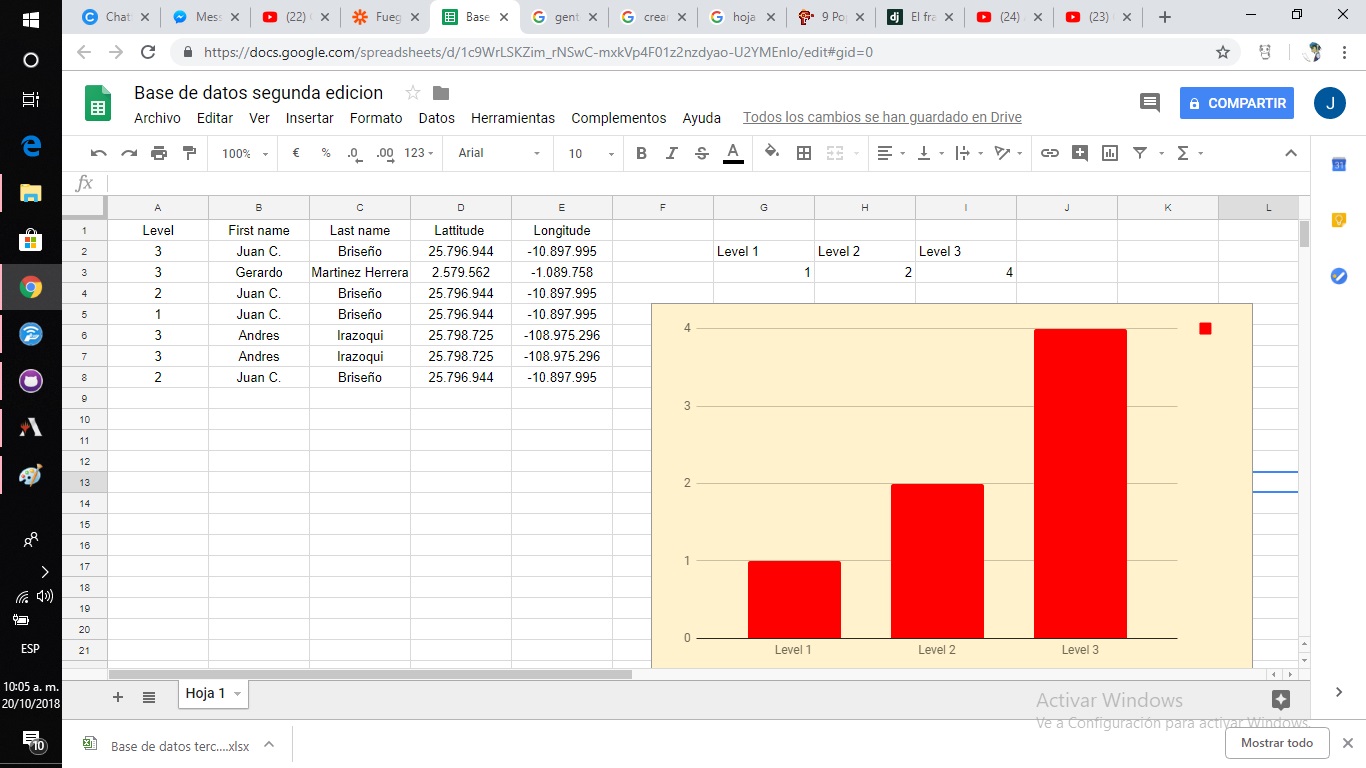 Chat
Mess
(22)
Fueg
Base
gent
crea
hoja
9 Po
El fra
(24)
(23)
https://docs.google.com/spreadsheets/d/1c9WrLSKZim_rNSwC-mxkVp4F01z2nzdyao-U2YMEnIo/edit#gid=0
Base de datos segunda edicion
COMPARTIR
J
Archivo Editar Ver Insertar Formato Datos Herramientas Complementos Ayuda Todos los cambios se han guardado en Drive
100% € % .0 .00 123 Arial 10 B I S A Σ
fx
A B C D E F G H I J K L
1 Level First name Last name Lattitude Longitude
2 3 Juan C. Briseño 25.796.944 -10.897.995 Level 1 Level 2 Level 3
3 3 Gerardo Martinez Herrera 2.579.562 -1.089.758 1 2 4
4 2 Juan C. Briseño 25.796.944 -10.897.995
5 1 Juan C. Briseño 25.796.944 -10.897.995
6 3 Andres Irazoqui 25.798.725 -108.975.296
7 3 Andres Irazoqui 25.798.725 -108.975.296
8 2 Juan C. Briseño 25.796.944 -10.897.995
9
10
11
12
13
14
15
16
17
18
19
20
21
4
3
2
1
0
Level 1 Level 2 Level 3
31
ESP
10:05 a. m.
20/10/2018
10
Hoja 1
Activar Windows
Ve a Configuración para activar Windows.
Base de datos terc....xlsx
Mostrar todo